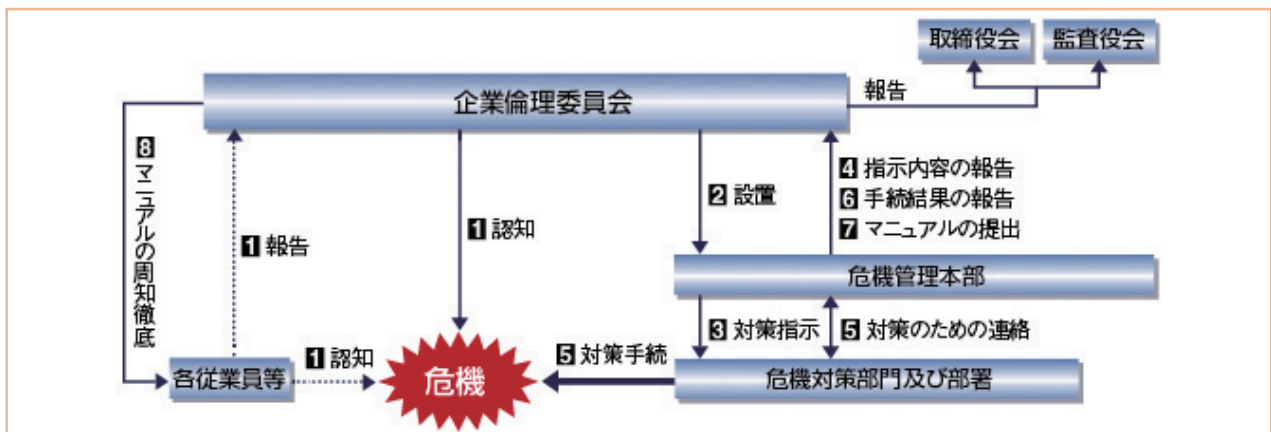 取締役会
監査役会
企業倫理委員会
報告
8 マニュアルの周知徹底
1 報告
1 認知
2 設置
4 指示内容の報告
6 手続結果の報告
7 マニュアルの提出
危機管理本部
3 対策指示
5 対策のための連絡
各従業員等
1 認知
危機
5 対策手続
危機対策部門及び部署